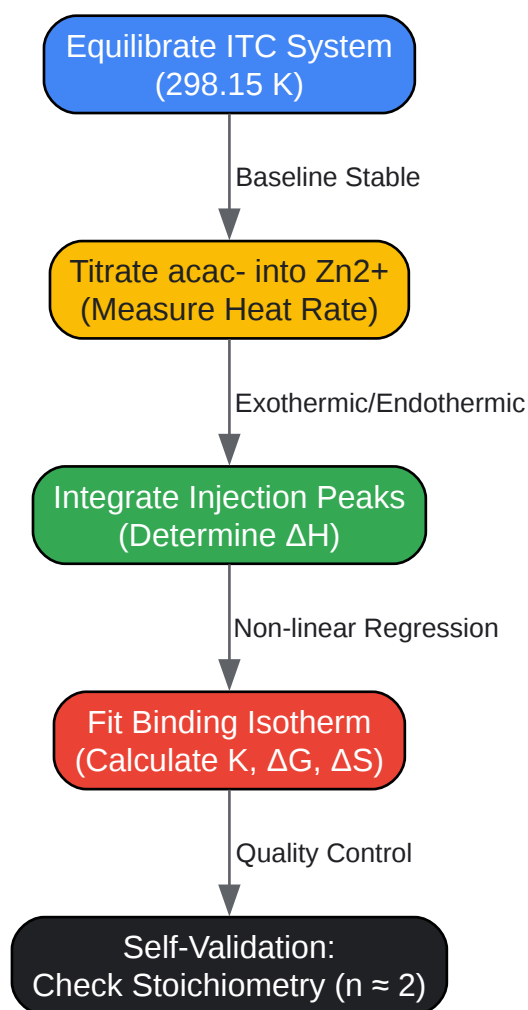 Equilibrate ITC System
(298.15 K)
Baseline Stable
Titrate acac- into Zn2+
(Measure Heat Rate)
Exothermic/Endothermic
Integrate Injection Peaks
(Determine ΔH)
Non-linear Regression
Fit Binding Isotherm
(Calculate K, ΔG, ΔS)
Quality Control
Self-Validation:
Check Stoichiometry (n ≈ 2)